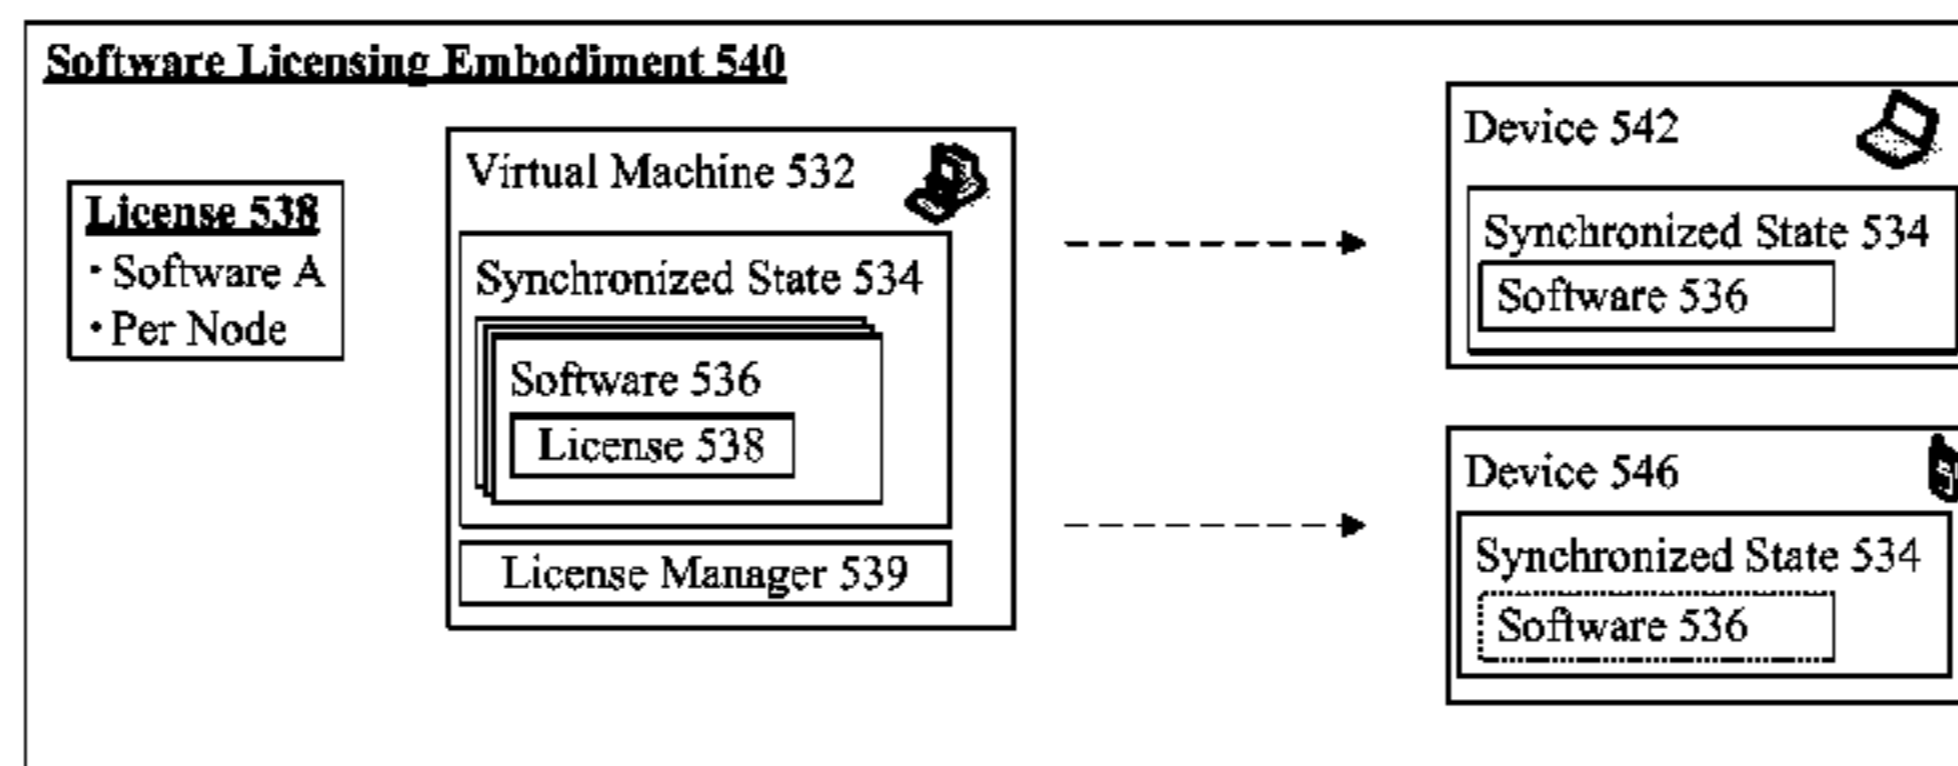 Software Licensing Embodiment 540
License 538
· Software A
· Per Node
Virtual Machine 532
Synchronized State 534
Software 536
License 538
License Manager 539
Device 542
Synchronized State 534
Software 536
Device 546
Synchronized State 534
Software 536